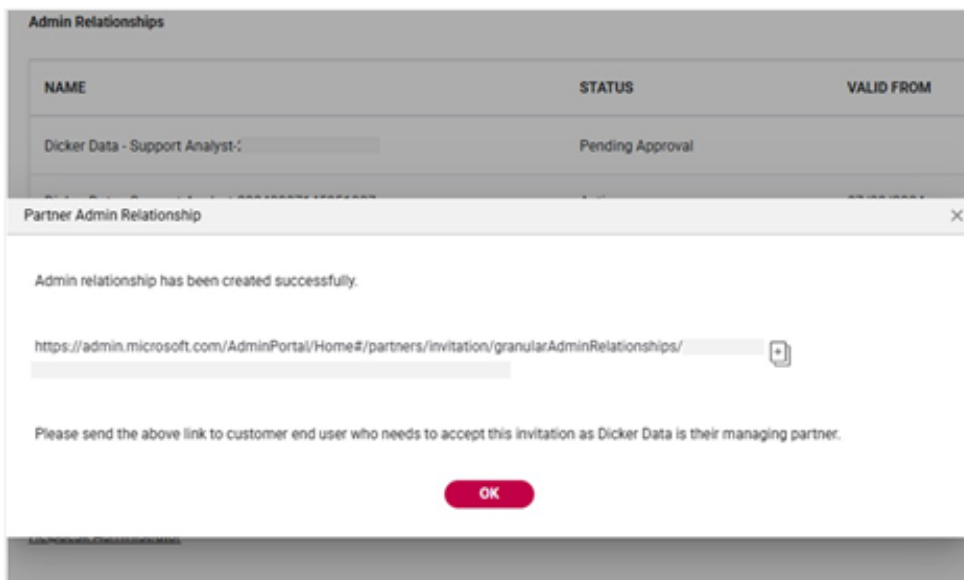 Admin Relationships
NAME STATUS VALID FROM
Dicker Data - Support Analyst-2 Pending Approval
Partner Admin Relationship
Admin relationship has been created successfully.
https://admin.microsoft.com/AdminPortal/Home#/partners/invitation/granularAdminRelationships/
Please send the above link to customer end user who needs to accept this invitation as Dicker Data is their managing partner.
OK